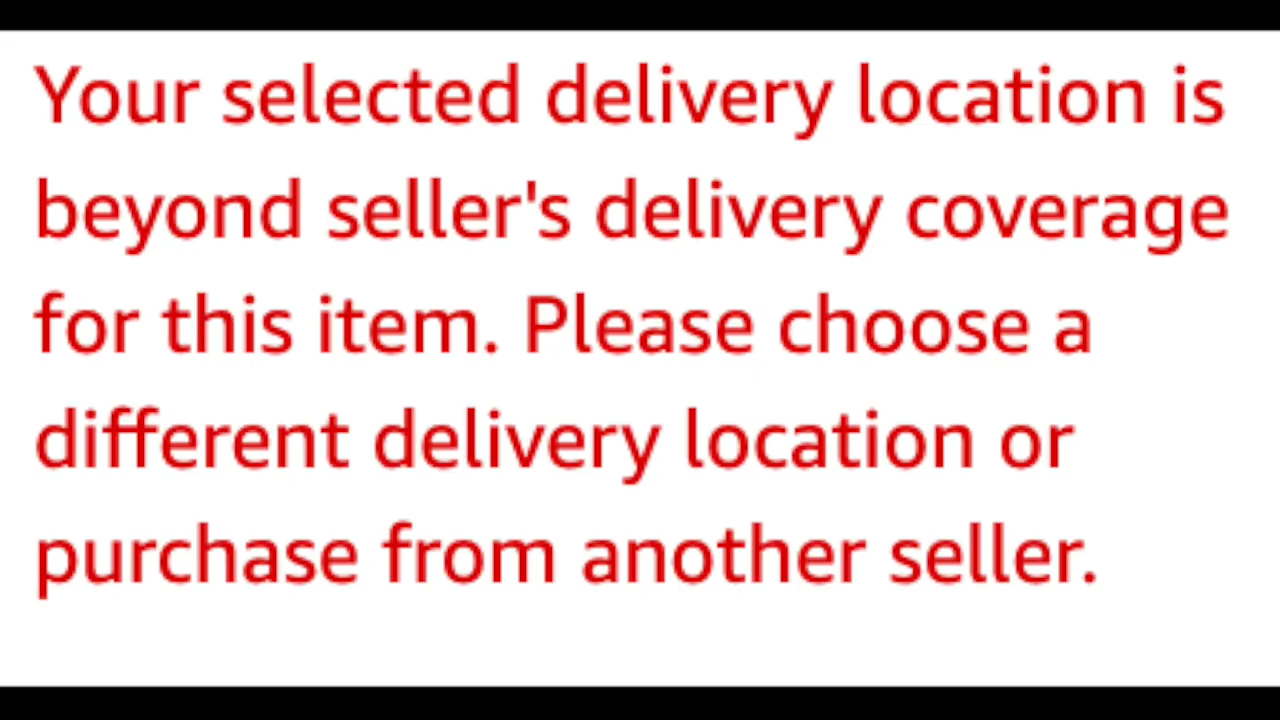 Your selected delivery location is
beyond seller's delivery coverage
for this item. Please choose a
different delivery location or
purchase from another seller.